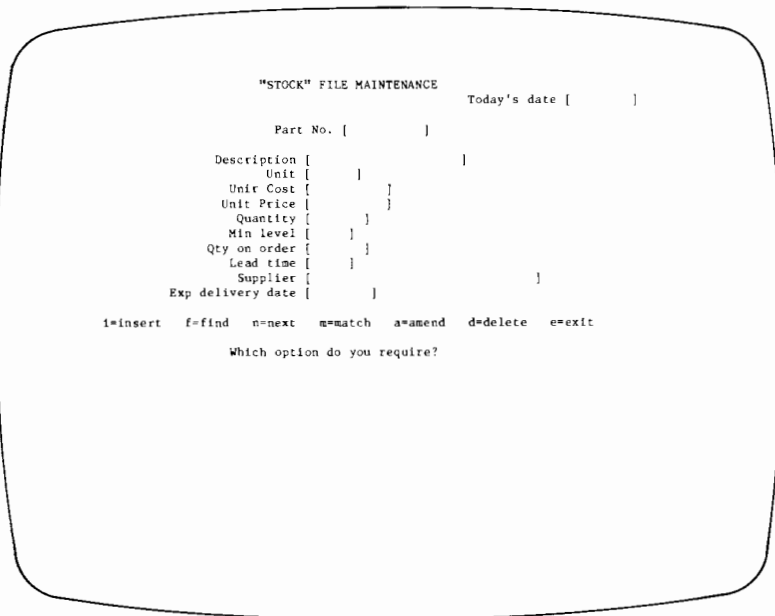 "STOCK" FILE MAINTENANCE
Today's date [ ]
Part No. [ ]
Description [ ]
Unit [ ]
Unit Cost [ ]
Unit Price [ ]
Quantity [ ]
Min level [ ]
Qty on order [ ]
Lead time [ ]
Supplier [ ]
Exp delivery date [ ]
i=insert f=find n=next m=match a=amend d=delete e=exit
Which option do you require?